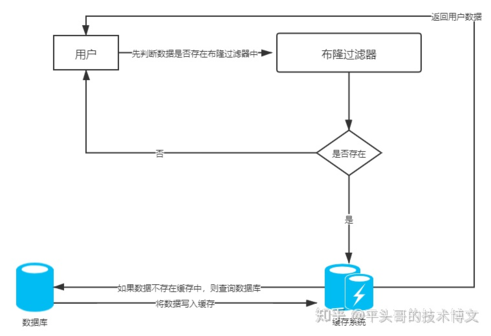 返回用户数据
用户
先判断数据是否存在布隆过滤器中
布隆过滤器
是否存在
否
是
如果数据不存在缓存中，则查询数据库
将数据写入缓存
数据库
缓存系统
知乎 @平头哥的技术博文